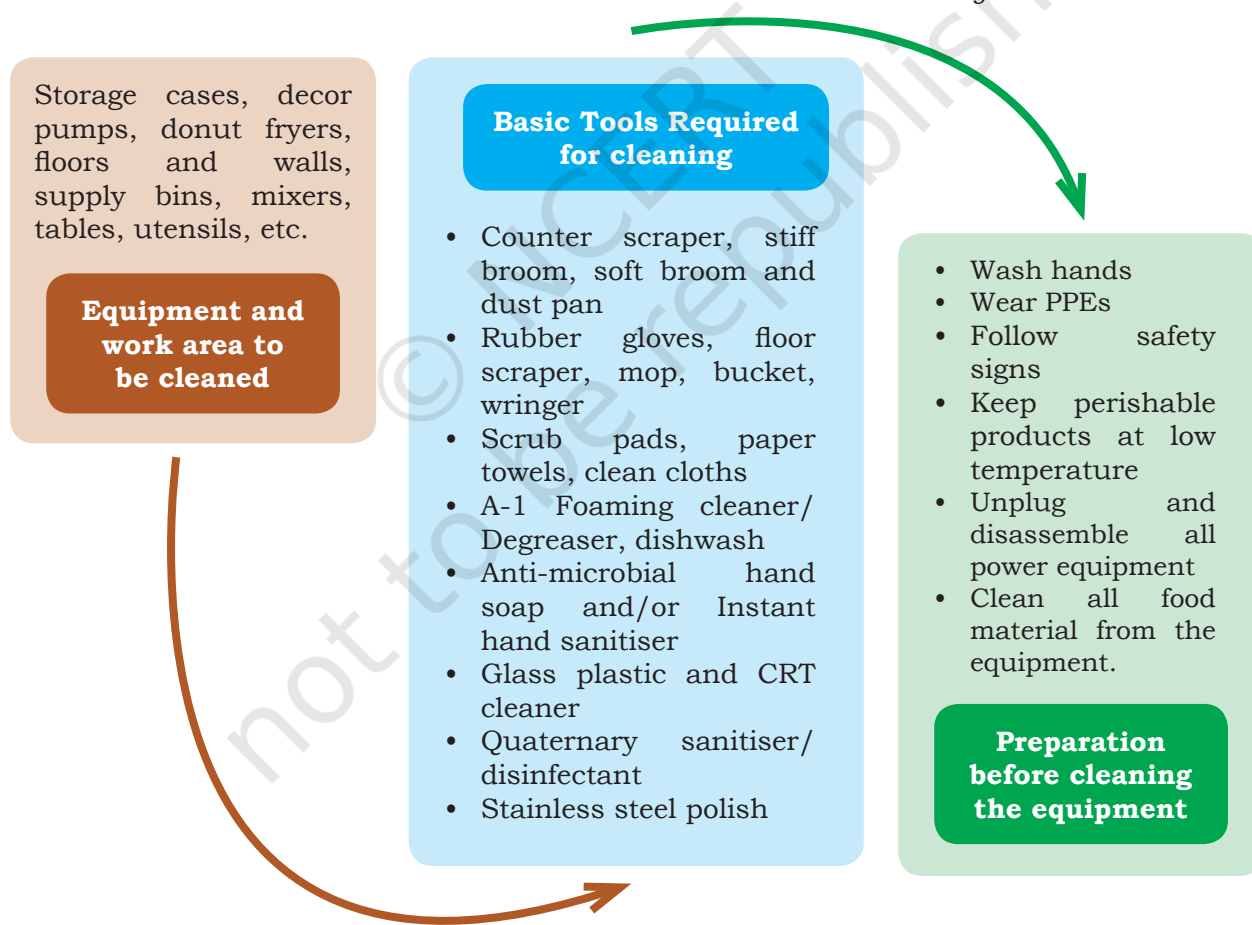 Storage cases, decor
pumps, donut fryers,
floors and walls,
supply bins, mixers,
tables, utensils, etc.
Equipment and
work area to
be cleaned
Basic Tools Required
for cleaning
• Counter scraper, stiff
broom, soft broom and
dust pan
• Rubber gloves, floor
scraper, mop, bucket,
wringer
• Scrub pads, paper
towels, clean cloths
• A-1 Foaming cleaner/
Degreaser, dishwash
• Anti-microbial hand
soap and/or Instant
hand sanitiser
• Glass plastic and CRT
cleaner
• Quaternary sanitiser/
disinfectant
• Stainless steel polish
• Wash hands
• Wear PPEs
• Follow safety
signs
• Keep perishable
products at low
temperature
• Unplug and
disassemble all
power equipment
• Clean all food
material from the
equipment.
Preparation
before cleaning
the equipment
© NCERT
not to be republish